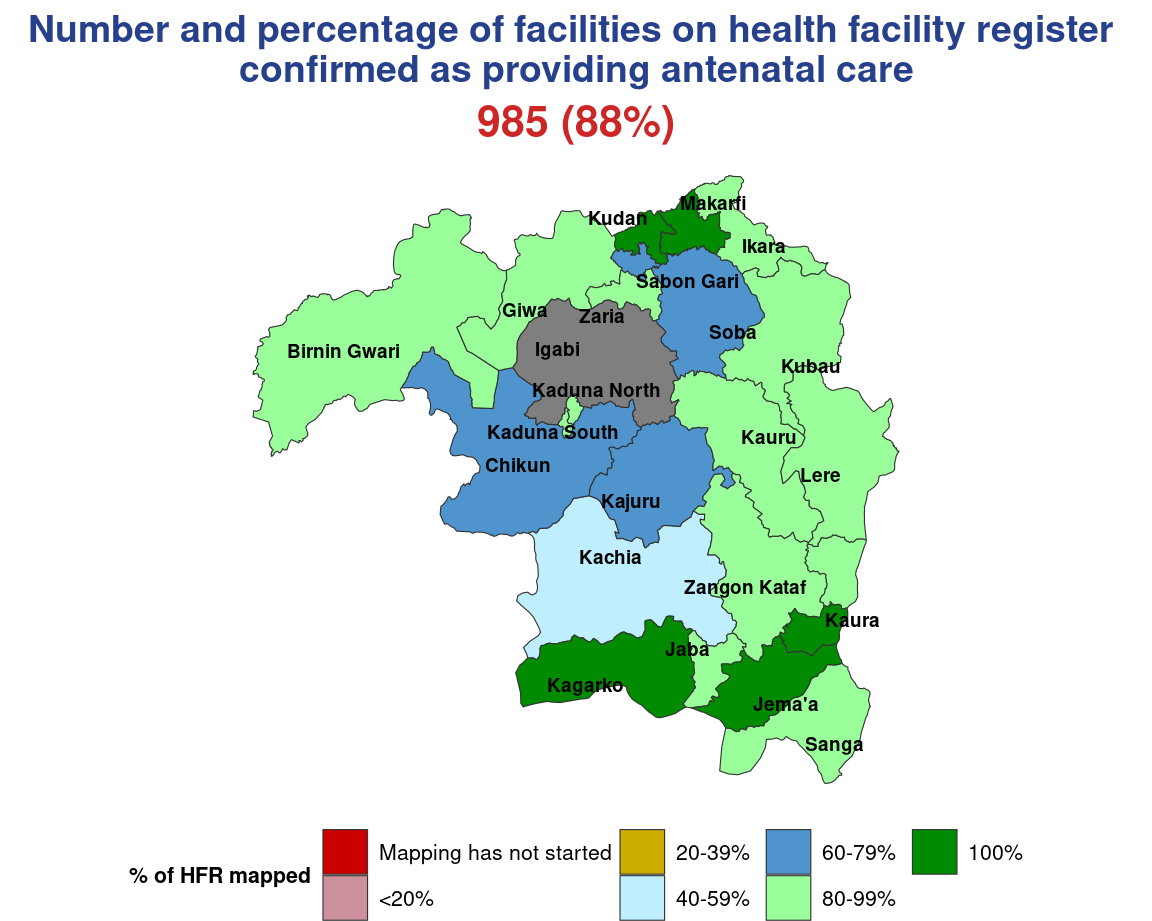 Number and percentage of facilities on health facility register
confirmed as providing antenatal care
985 (88%)
Makarfi
Kudan
Ikara
Sabon Gari
Giwa
Zaria
Soba
Birnin Gwari
Igabi
Kubau
Kaduna North
Kaduna South
Kauru
Chikun
Lere
Kajuru
Kachia
Zangon Kataf
Kaura
Jaba
Kagarko
Jema'a
Sanga
% of HFR mapped
Mapping has not started
<20%
20-39%
40-59%
60-79%
80-99%
100%